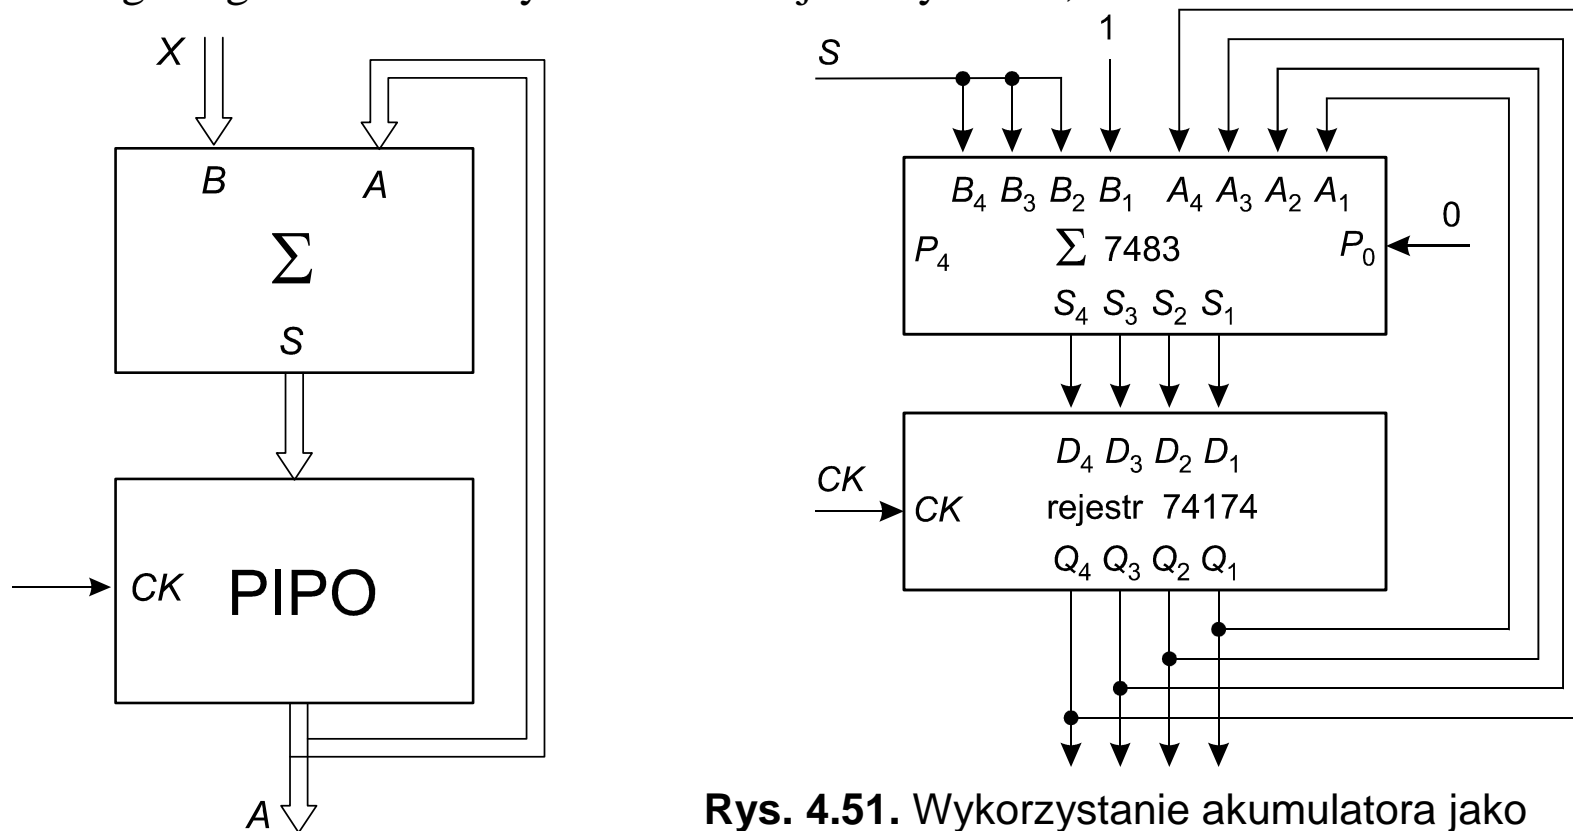 X
B A
Σ
S
CK PIPO
A
S
1
B4 B3 B2 B1 A4 A3 A2 A1
0
P4 Σ 7483 P0
S4 S3 S2 S1
D4 D3 D2 D1
CK
CK rejestr 74174
Q4 Q3 Q2 Q1
Rys. 4.51. Wykorzystanie akumulatora jako